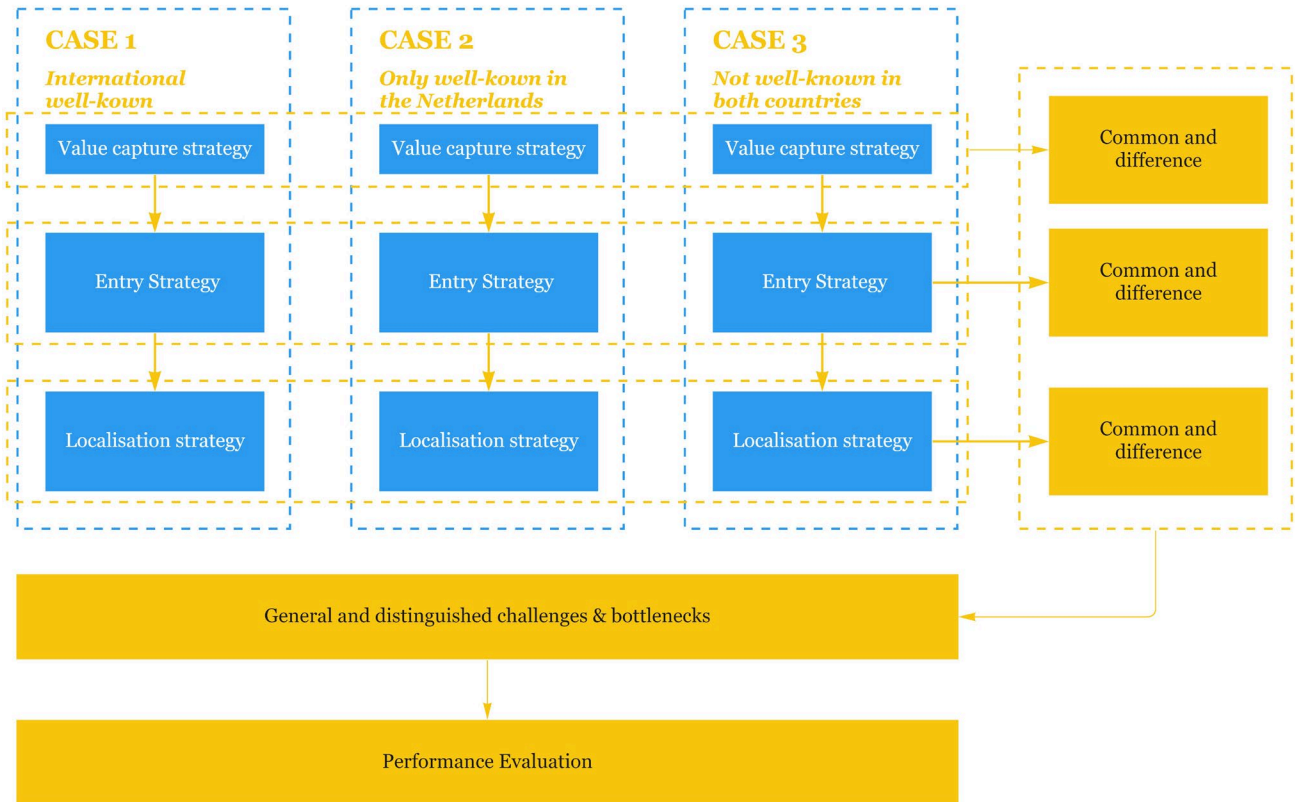 CASE 1
International
well-kown
CASE 2
Only well-kown in
the Netherlands
CASE 3
Not well-known in
both countries
Value capture strategy
Value capture strategy
Value capture strategy
Common and
difference
Entry Strategy
Entry Strategy
Entry Strategy
Common and
difference
Localisation strategy
Localisation strategy
Localisation strategy
Common and
difference
General and distinguished challenges & bottlenecks
Performance Evaluation